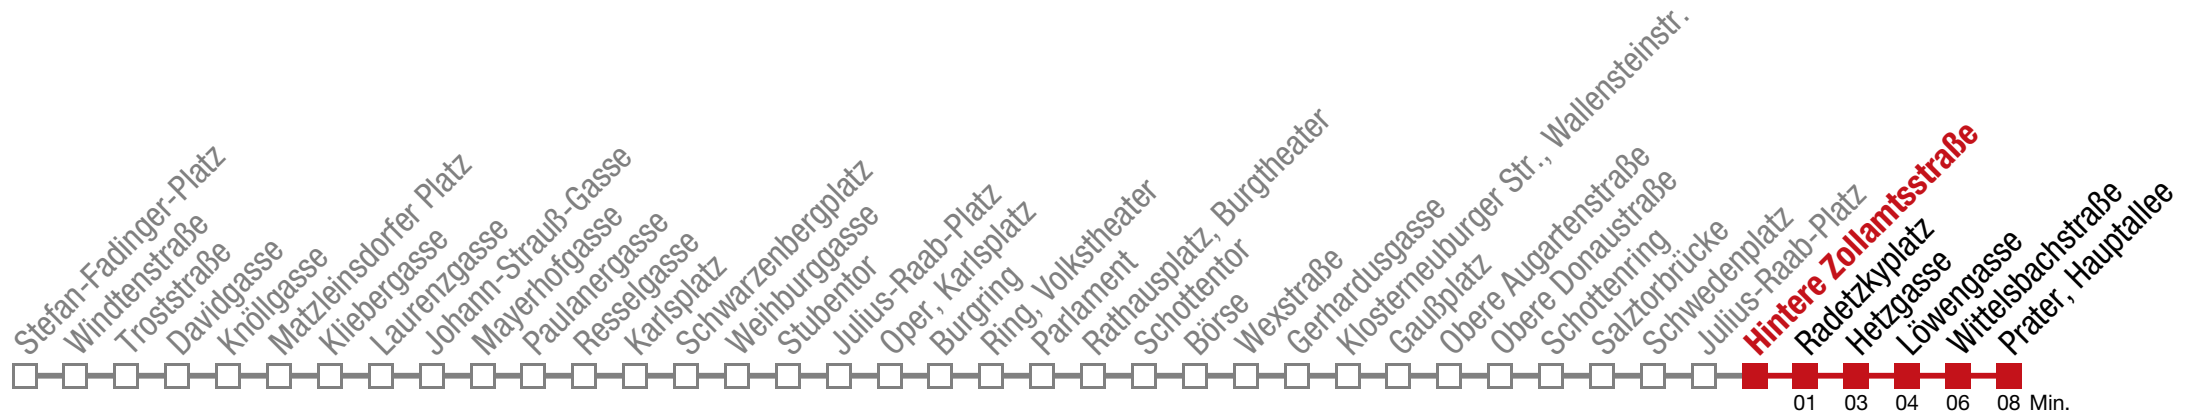 Stefan-Fadinger-Platz
Windtenstraße
Troststraße
Davidgasse
Knöllgasse
Matzleinsdorfer Platz
Kliebergasse
Laurenzgasse
Johann-Strauß-Gasse
Mayerhofgasse
Paulanergasse
Resselgasse
Karlsplatz
Schwarzenbergplatz
Weihburggasse
Stubentor
Julius-Raab-Platz
Oper, Karlsplatz
Burgring
Ring, Volkstheater
Parlament
Rathausplatz, Burgtheater
Schottentor
Börse
Wexstraße
Gerhardusgasse
Klosterneuburger Str., Wallensteinstr.
Gaußplatz
Obere Augartenstraße
Obere Donaustraße
Schottenring
Salztorbrücke
Schwedenplatz
Julius-Raab-Platz
Hintere Zollamtsstraße
Radetzkyplatz
Hetzgasse
Löwengasse
Wittelsbachstraße
Prater, Hauptallee
01 03 04 06 08 Min.